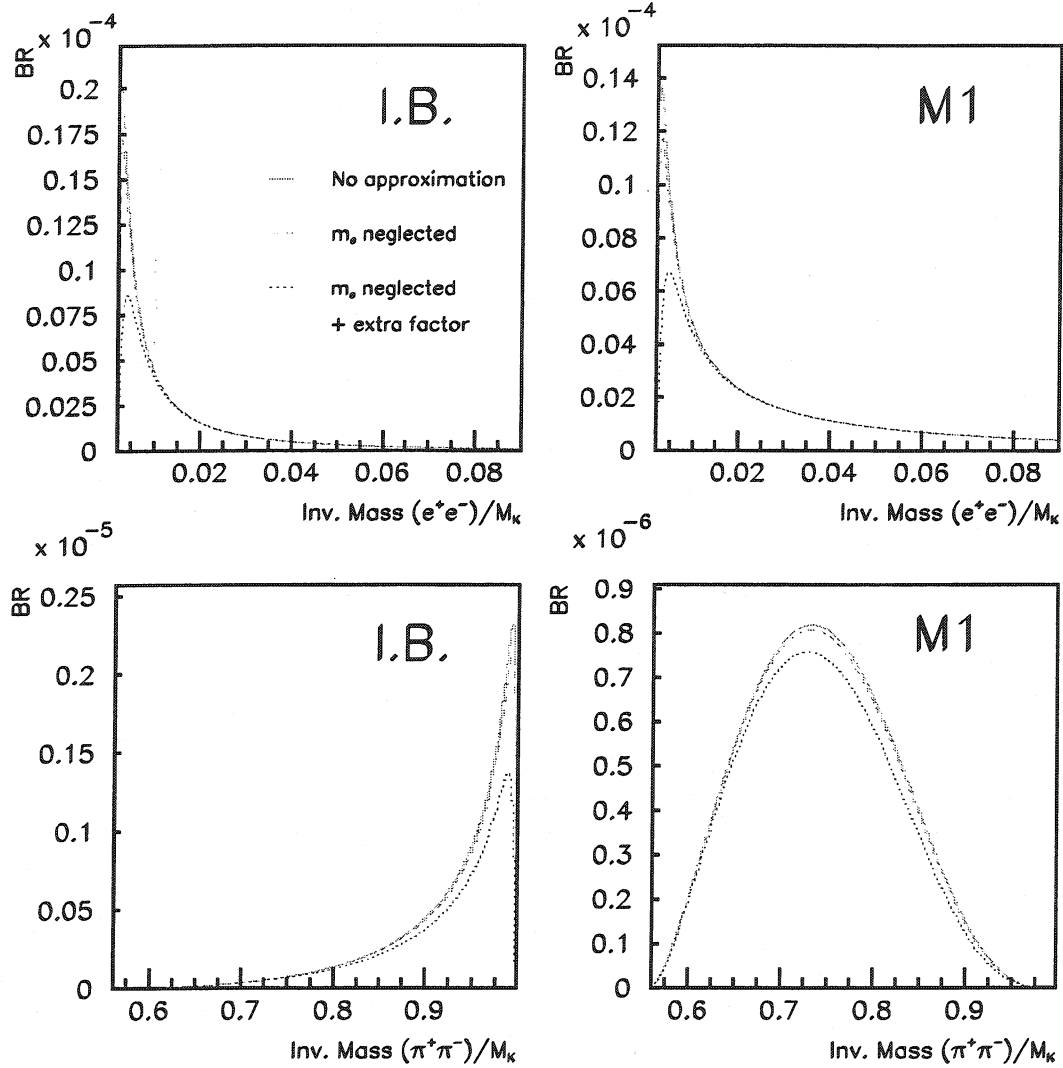 BR × 10⁻⁴
I.B.
0.2
0.175
0.15
0.125
0.1
0.075
0.05
0.025
0
No approximation
mₑ neglected
mₑ neglected
+ extra factor
0.02 0.04 0.06 0.08
Inv. Mass (e⁺e⁻)/M_K
BR × 10⁻⁴
M1
0.14
0.12
0.1
0.08
0.06
0.04
0.02
0
0.02 0.04 0.06 0.08
Inv. Mass (e⁺e⁻)/M_K
BR × 10⁻⁵
I.B.
0.25
0.2
0.15
0.1
0.05
0
0.6 0.7 0.8 0.9
Inv. Mass (π⁺π⁻)/M_K
BR × 10⁻⁶
M1
0.9
0.8
0.7
0.6
0.5
0.4
0.3
0.2
0.1
0
0.6 0.7 0.8 0.9
Inv. Mass (π⁺π⁻)/M_K